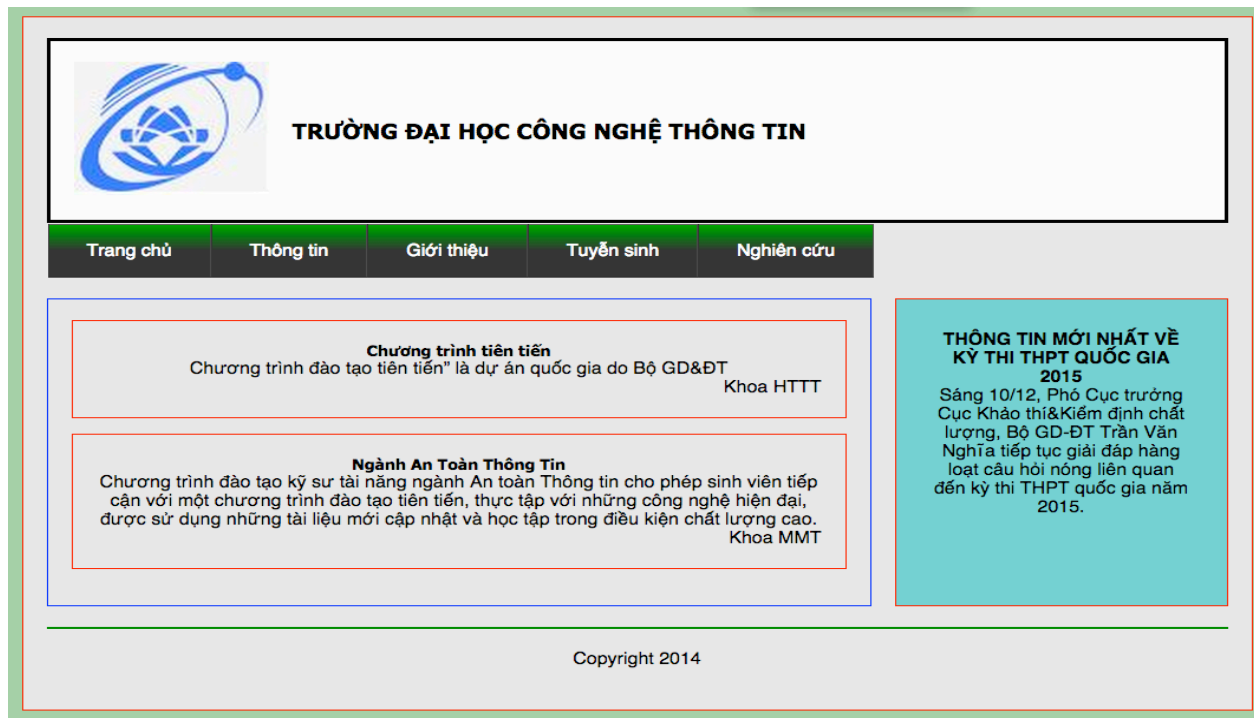 TRƯỜNG ĐẠI HỌC CÔNG NGHỆ THÔNG TIN
Trang chủ Thông tin Giới thiệu Tuyển sinh Nghiên cứu
Chương trình tiên tiến
Chương trình đào tạo tiên tiến” là dự án quốc gia do Bộ GD&ĐT
Khoa HTTT
Ngành An Toàn Thông Tin
Chương trình đào tạo kỹ sư tài năng ngành An toàn Thông tin cho phép sinh viên tiếp
cận với một chương trình đào tạo tiên tiến, thực tập với những công nghệ hiện đại,
được sử dụng những tài liệu mới cập nhật và học tập trong điều kiện chất lượng cao.
Khoa MMT
THÔNG TIN MỚI NHẤT VỀ
KỲ THI THPT QUỐC GIA
2015
Sáng 10/12, Phó Cục trưởng
Cục Khảo thí&Kiểm định chất
lượng, Bộ GD-ĐT Trần Văn
Nghĩa tiếp tục giải đáp hàng
loạt câu hỏi nóng liên quan
đến kỳ thi THPT quốc gia năm
2015.
Copyright 2014